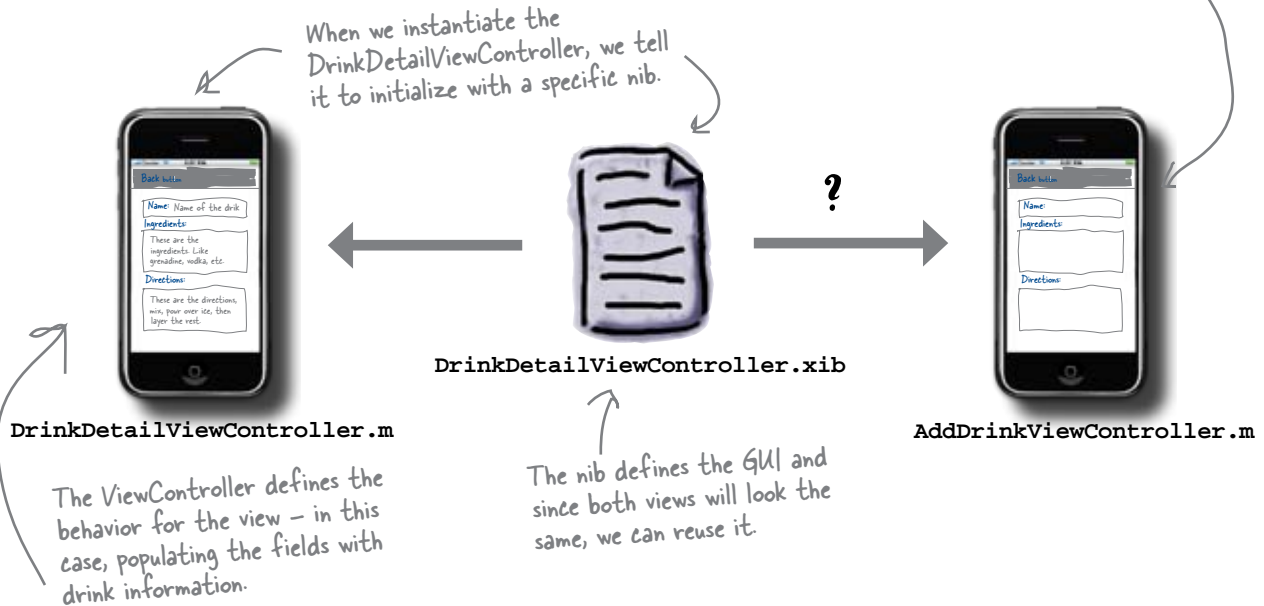 When we instantiate the
DrinkDetailViewController, we tell
it to initialize with a specific nib.
?
Back button
Name: Name of the drik
Ingredients:
These are the
ingredients. Like
grenadine, vodka, etc.
Directions:
These are the directions,
mix, pour over ice, then
layer the rest.
Back button
Name:
Ingredients:
Directions:
DrinkDetailViewController.xib
DrinkDetailViewController.m
AddDrinkViewController.m
The ViewController defines the
behavior for the view – in this
case, populating the fields with
drink information.
The nib defines the GUI and
since both views will look the
same, we can reuse it.